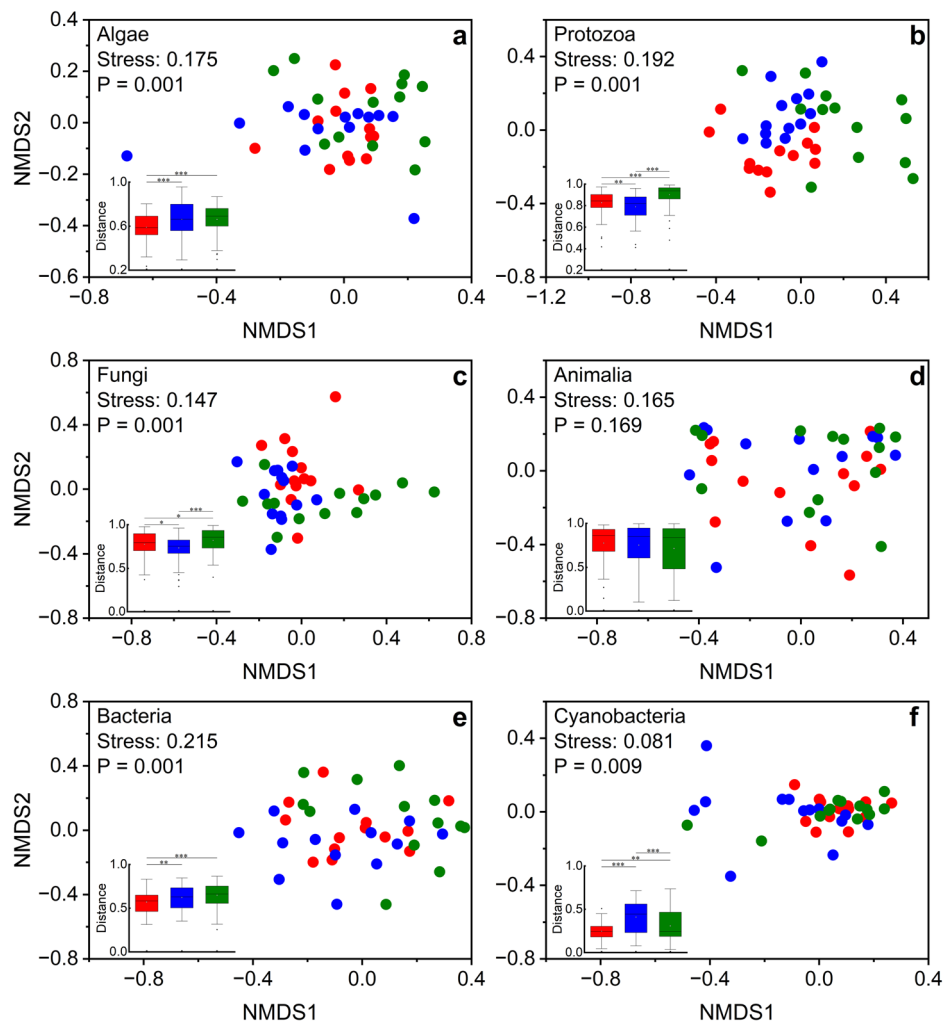 Algae
a
Stress: 0.175
P = 0.001
NMDS2
0.4
0.2
0.0
−0.2
−0.4
−0.6
−0.8
−0.4
0.0
0.4
NMDS1
Distance
1.0
0.6
0.2
***
***
Protozoa
b
Stress: 0.192
P = 0.001
0.4
0.0
−0.4
−0.8
−1.2
−0.8
−0.4
0.0
0.4
NMDS1
Distance
1.0
0.8
0.6
0.4
0.2
***
***
**
Fungi
c
Stress: 0.147
P = 0.001
NMDS2
0.8
0.4
0.0
−0.4
−0.8
−0.8
−0.4
0.0
0.4
0.8
NMDS1
Distance
1.0
0.5
0.0
***
*
*
Animalia
d
Stress: 0.165
P = 0.169
0.4
0.0
−0.4
−0.8
−0.8
−0.4
0.0
0.4
NMDS1
Distance
1.0
0.5
0.0
Bacteria
e
Stress: 0.215
P = 0.001
NMDS2
0.8
0.4
0.0
−0.4
−0.8
−0.8
−0.4
0.0
0.4
NMDS1
Distance
1.0
0.5
0.0
***
**
Cyanobacteria
f
Stress: 0.081
P = 0.009
0.4
0.0
−0.4
−0.8
−0.8
−0.4
0.0
0.4
NMDS1
Distance
1.0
0.5
0.0
***
**
***